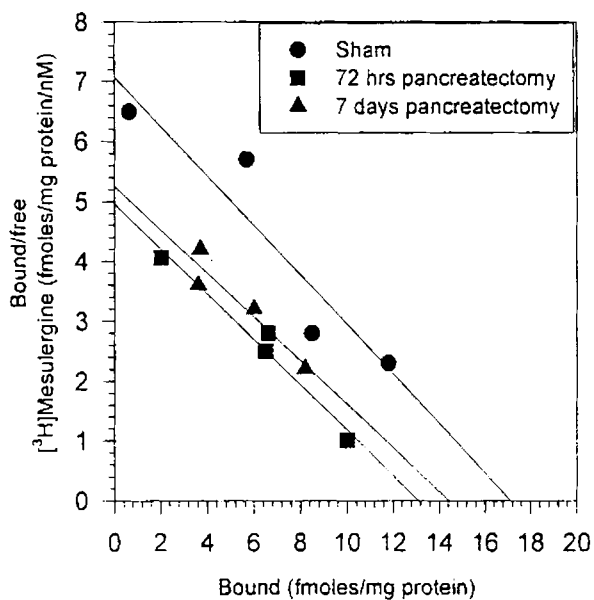 Sham
72 hrs pancreatectomy
7 days pancreatectomy
Bound/free
[³H]Mesulergine (fmoles/mg protein/nM)
8
7
6
5
4
3
2
1
0
0 2 4 6 8 10 12 14 16 18 20
Bound (fmoles/mg protein)